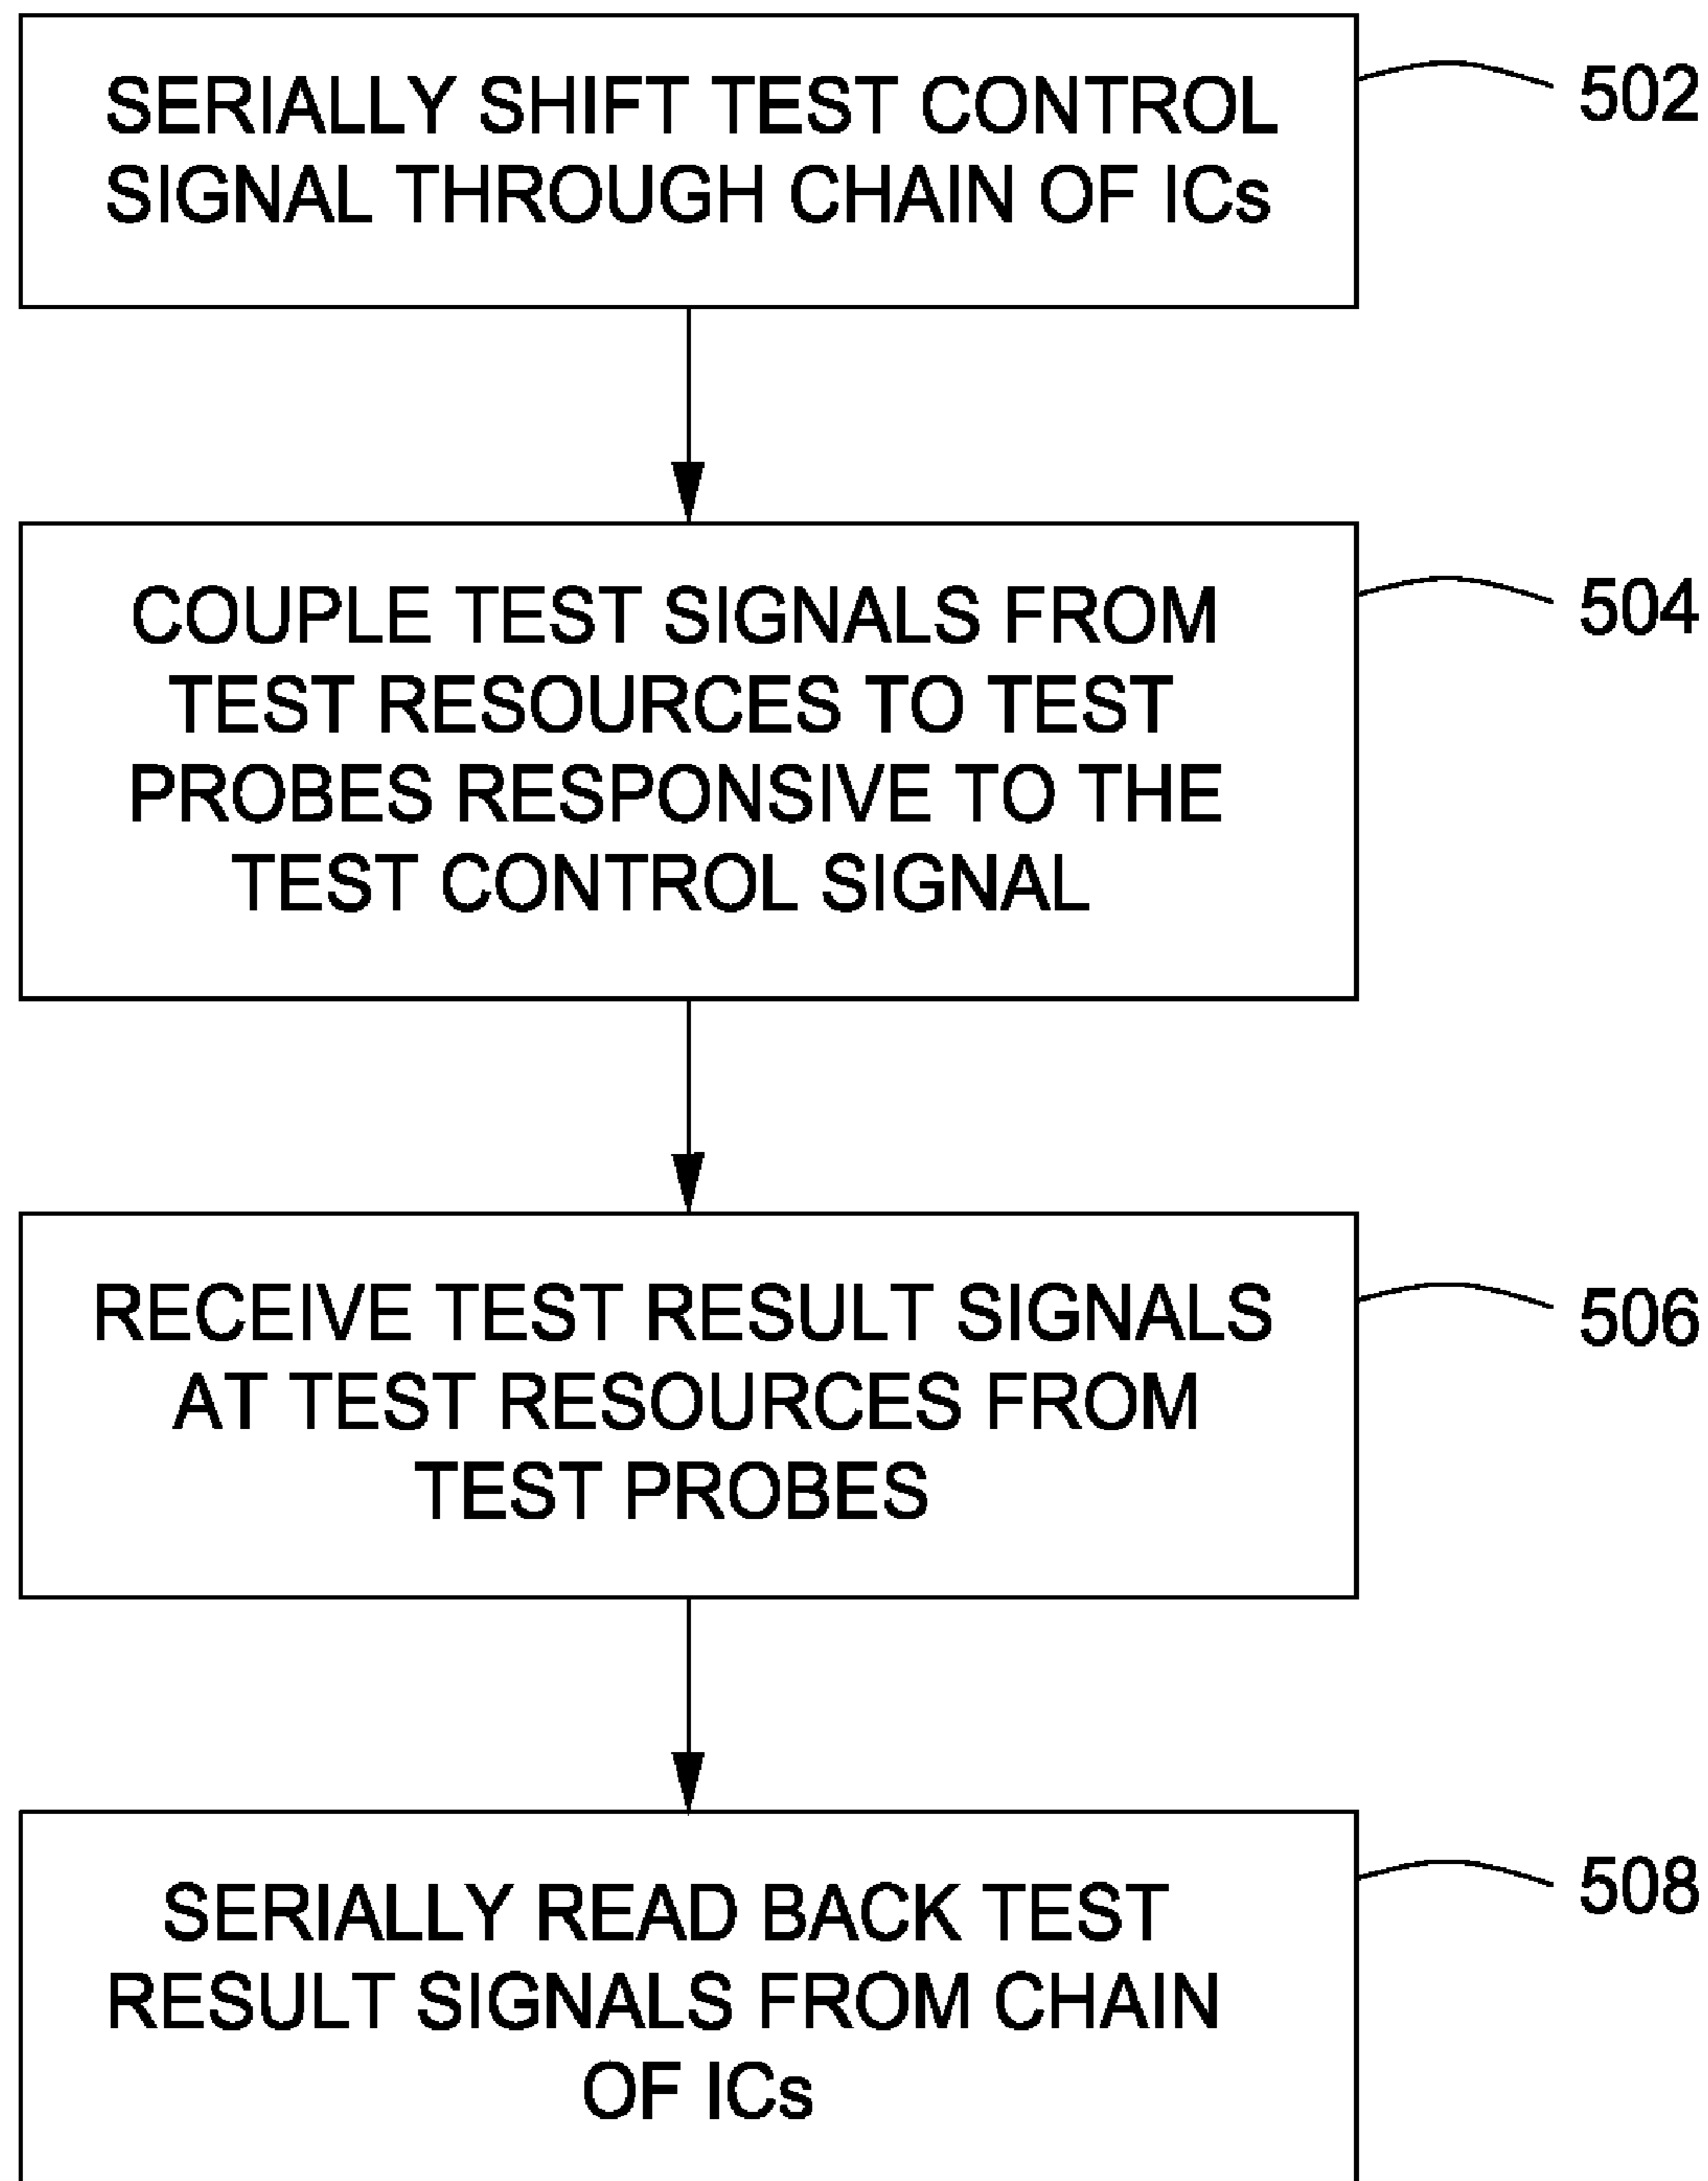 SERIALLY SHIFT TEST CONTROL
SIGNAL THROUGH CHAIN OF ICs
502
COUPLE TEST SIGNALS FROM
TEST RESOURCES TO TEST
PROBES RESPONSIVE TO THE
TEST CONTROL SIGNAL
504
RECEIVE TEST RESULT SIGNALS
AT TEST RESOURCES FROM
TEST PROBES
506
SERIALLY READ BACK TEST
RESULT SIGNALS FROM CHAIN
OF ICs
508